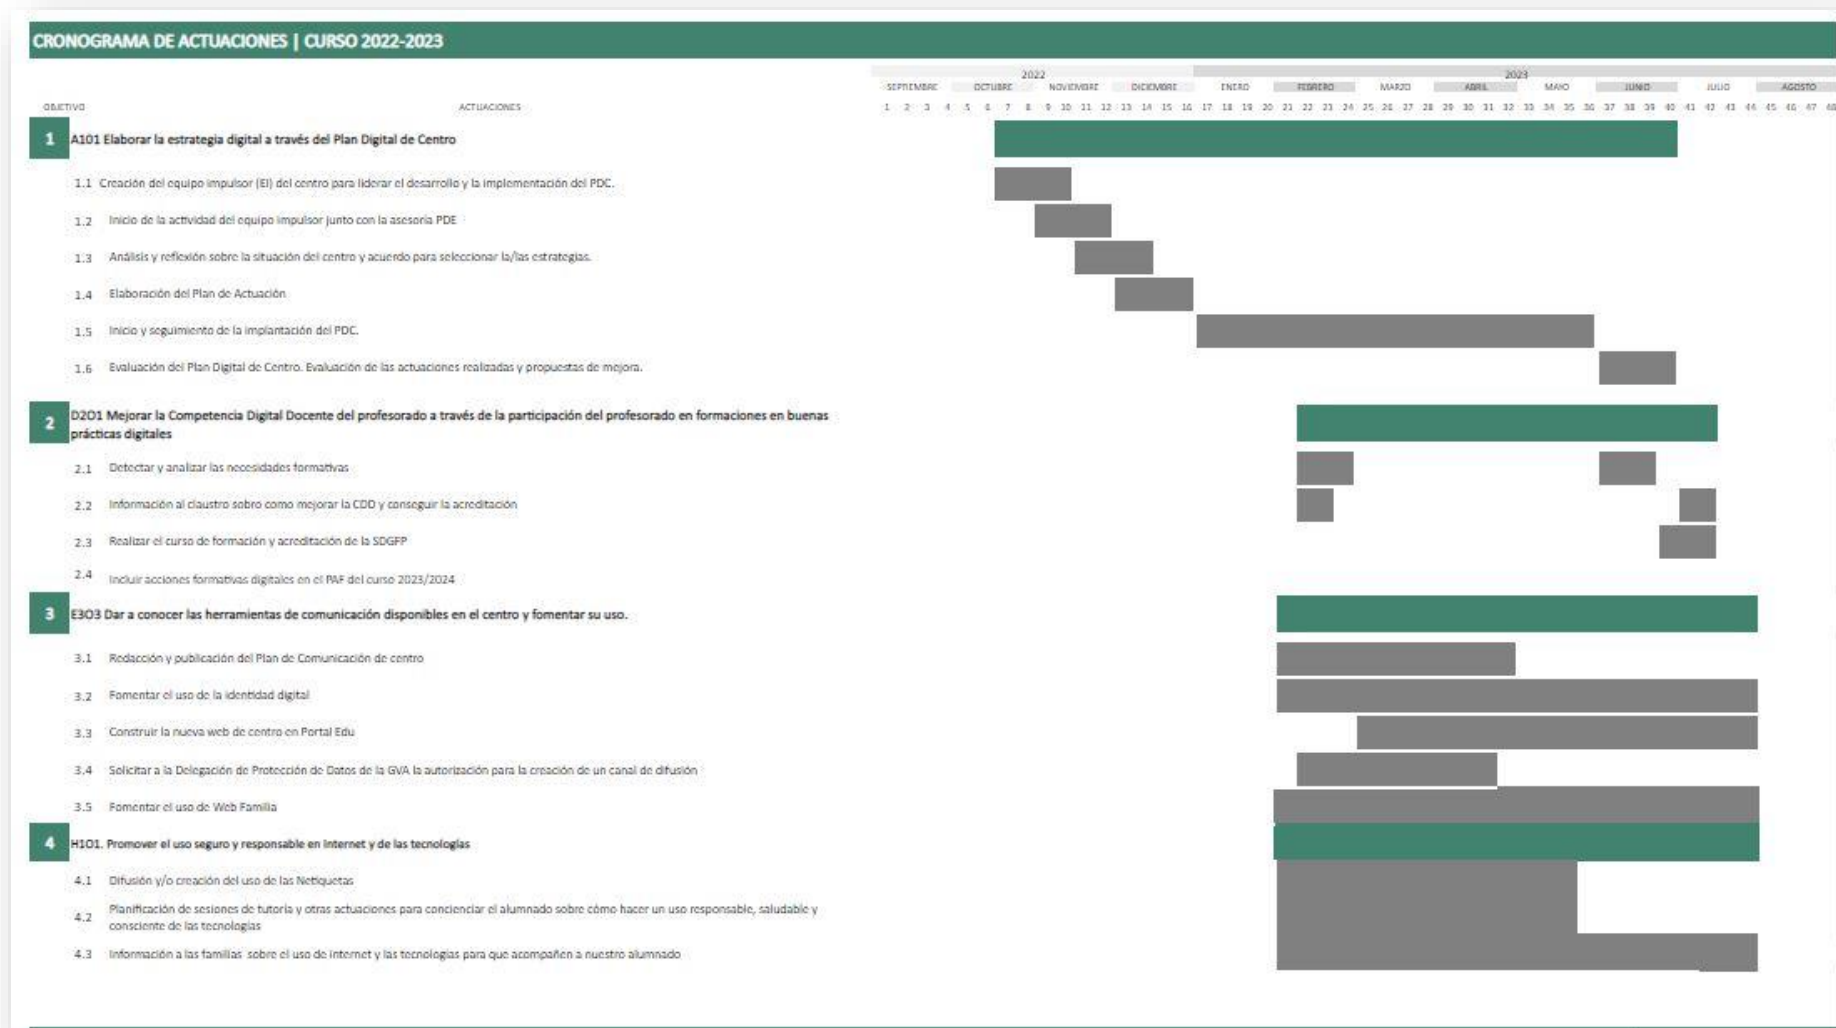 CRONOGRAMA DE ACTUACIONES | CURSO 2022-2023
2022 2023
SEPTIEMBRE OCTUBRE NOVIEMBRE DICIEMBRE ENERO FEBRERO MARZO ABRIL MAYO JUNIO JULIO AGOSTO
OBJETIVO ACTUACIONES 1 2 3 4 5 6 7 8 9 10 11 12 13 14 15 16 17 18 19 20 21 22 23 24 25 26 27 28 29 30 31 32 33 34 35 36 37 38 39 40 41 42 43 44 45 46 47 48
1 A101 Elaborar la estrategia digital a través del Plan Digital de Centro
1.1 Creación del equipo impulsor (EI) del centro para liderar el desarrollo y la implementación del PDC.
1.2 Inicio de la actividad del equipo impulsor junto con la asesoría PDE
1.3 Análisis y reflexión sobre la situación del centro y acuerdo para seleccionar la/las estrategias.
1.4 Elaboración del Plan de Actuación
1.5 Inicio y seguimiento de la implantación del PDC.
1.6 Evaluación del Plan Digital de Centro. Evaluación de las actuaciones realizadas y propuestas de mejora.
2 D2O1 Mejorar la Competencia Digital Docente del profesorado a través de la participación del profesorado en formaciones en buenas
prácticas digitales
2.1 Detectar y analizar las necesidades formativas
2.2 Información al claustro sobro como mejorar la CDD y conseguir la acreditación
2.3 Realizar el curso de formación y acreditación de la SDGFP
2.4 Incluir acciones formativas digitales en el PAF del curso 2023/2024
3 E3O3 Dar a conocer las herramientas de comunicación disponibles en el centro y fomentar su uso.
3.1 Redacción y publicación del Plan de Comunicación de centro
3.2 Fomentar el uso de la identidad digital
3.3 Construir la nueva web de centro en Portal Edu
3.4 Solicitar a la Delegación de Protección de Datos de la GVA la autorización para la creación de un canal de difusión
3.5 Fomentar el uso de Web Familia
4 H1O1. Promover el uso seguro y responsable en Internet y de las tecnologías
4.1 Difusión y/o creación del uso de las Netiquetas
4.2 Planificación de sesiones de tutoría y otras actuaciones para concienciar el alumnado sobre cómo hacer un uso responsable, saludable y
consciente de las tecnologías
4.3 Información a las familias sobre el uso de internet y las tecnologías para que acompañen a nuestro alumnado